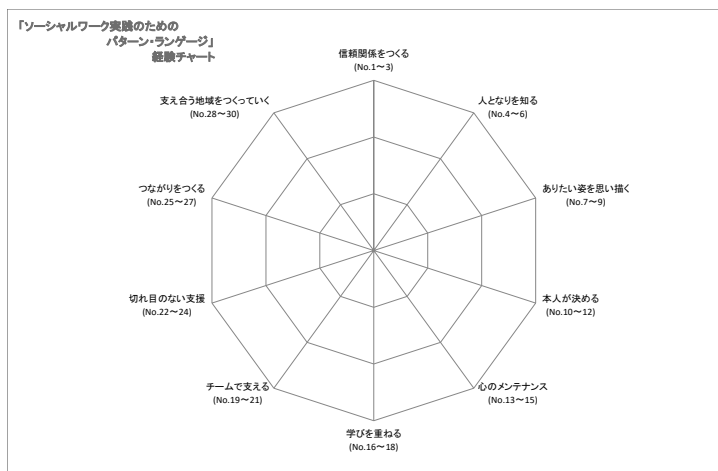 「ソーシャルワーク実践のための
パターン・ランゲージ」
経験チャート
信頼関係をつくる
(No.1~3)
人となりを知る
(No.4~6)
ありたい姿を思い描く
(No.7~9)
本人が決める
(No.10~12)
心のメンテナンス
(No.13~15)
学びを重ねる
(No.16~18)
チームで支える
(No.19~21)
切れ目のない支援
(No.22~24)
つながりをつくる
(No.25~27)
支え合う地域をつくっていく
(No.28~30)